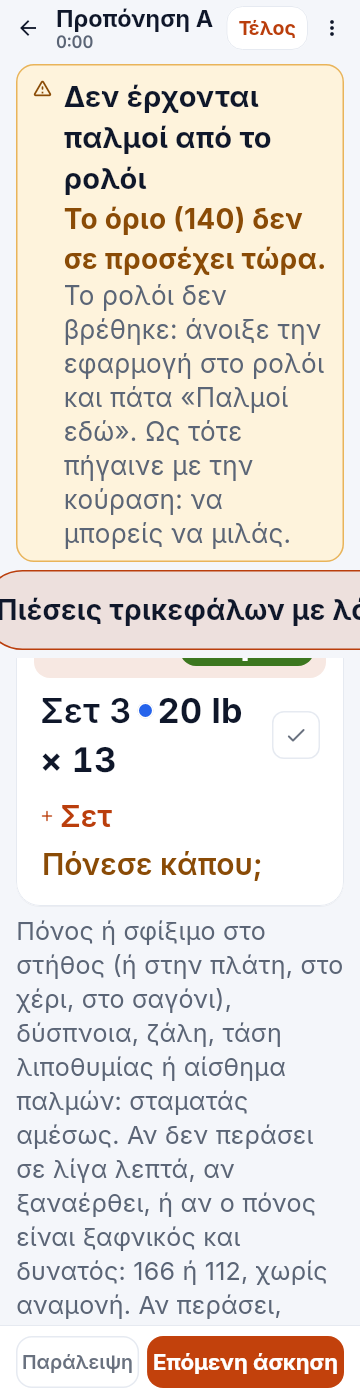 Προπόνηση Α
0:00
Τέλος
Δεν έρχονται
παλμοί από το
ρολόι
Το όριο (140) δεν
σε προσέχει τώρα.
Το ρολόι δεν
βρέθηκε: άνοιξε την
εφαρμογή στο ρολόι
και πάτα «Παλμοί
εδώ». Ως τότε
πήγαινε με την
κούραση: να
μπορείς να μιλάς.
Πιέσεις τρικεφάλων με
Σετ 3 • 20 lb
× 13
+ Σετ
Πόνεσε κάπου;
Πόνος ή σφίξιμο στο
στήθος (ή στην πλάτη, στο
χέρι, στο σαγόνι),
δύσπνοια, ζάλη, τάση
λιποθυμίας ή αίσθημα
παλμών: σταματάς
αμέσως. Αν δεν περάσει
σε λίγα λεπτά, αν
ξαναέρθει, ή αν ο πόνος
είναι ξαφνικός και
δυνατός: 166 ή 112, χωρίς
αναμονή. Αν περάσει,
Παράλειψη
Επόμενη άσκηση